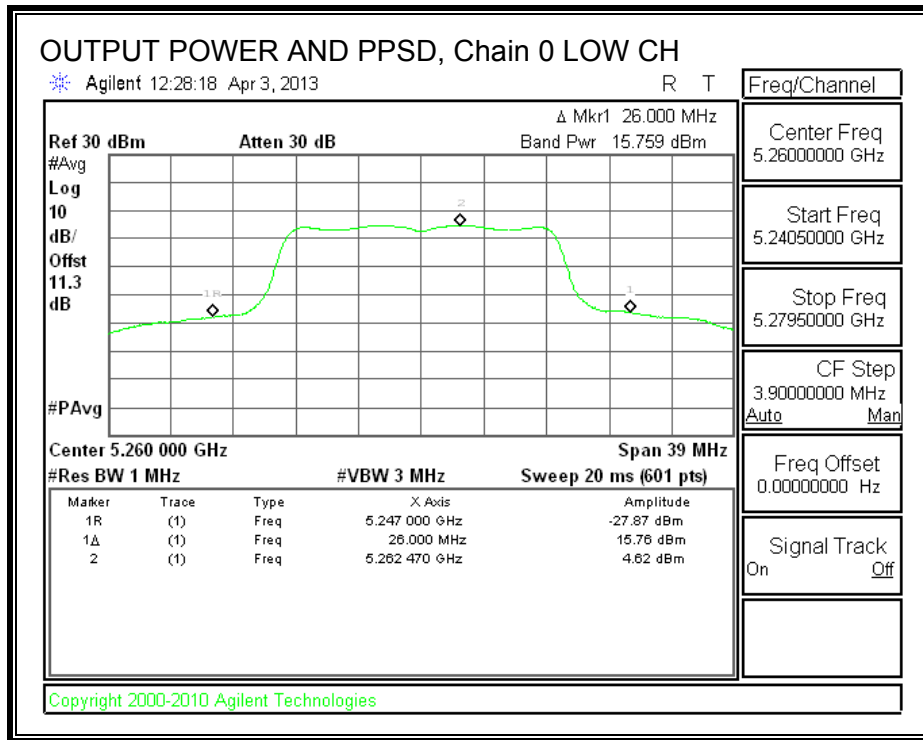 OUTPUT POWER AND PPSD, Chain 0 LOW CH
Agilent 12:28:18 Apr 3, 2013 R T
Δ Mkr1 26.000 MHz
Ref 30 dBm Atten 30 dB Band Pwr 15.759 dBm
#Avg
Log
10
dB/
Offst
11.3
dB
#PAvg
2
1R
1
Center 5.260 000 GHz Span 39 MHz
#Res BW 1 MHz #VBW 3 MHz Sweep 20 ms (601 pts)
Marker Trace Type X Axis Amplitude
1R (1) Freq 5.247 000 GHz -27.87 dBm
1Δ (1) Freq 26.000 MHz 15.76 dBm
2 (1) Freq 5.262 470 GHz 4.62 dBm
Freq/Channel
Center Freq
5.26000000 GHz
Start Freq
5.24050000 GHz
Stop Freq
5.27950000 GHz
CF Step
3.90000000 MHz
Auto Man
Freq Offset
0.00000000 Hz
Signal Track
On Off
Copyright 2000-2010 Agilent Technologies